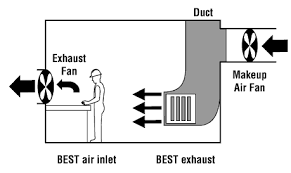 Duct
Exhaust
Fan
Makeup
Air Fan
BEST air inlet
BEST exhaust